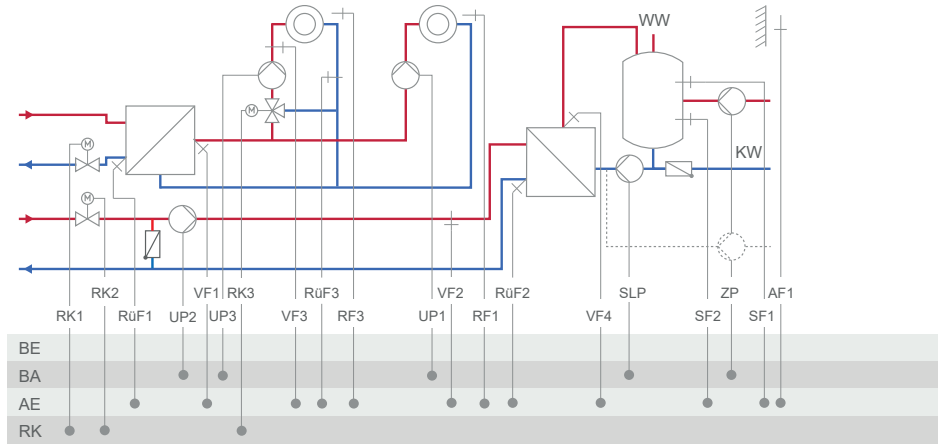 WW
M
M
M
KW
RK2 VF1 RK3 RüF3 VF2 RüF2 SLP ZP AF1
RK1 RüF1 UP2 UP3 VF3 RF3 UP1 RF1 VF4 SF2 SF1
BE
BA
AE
RK